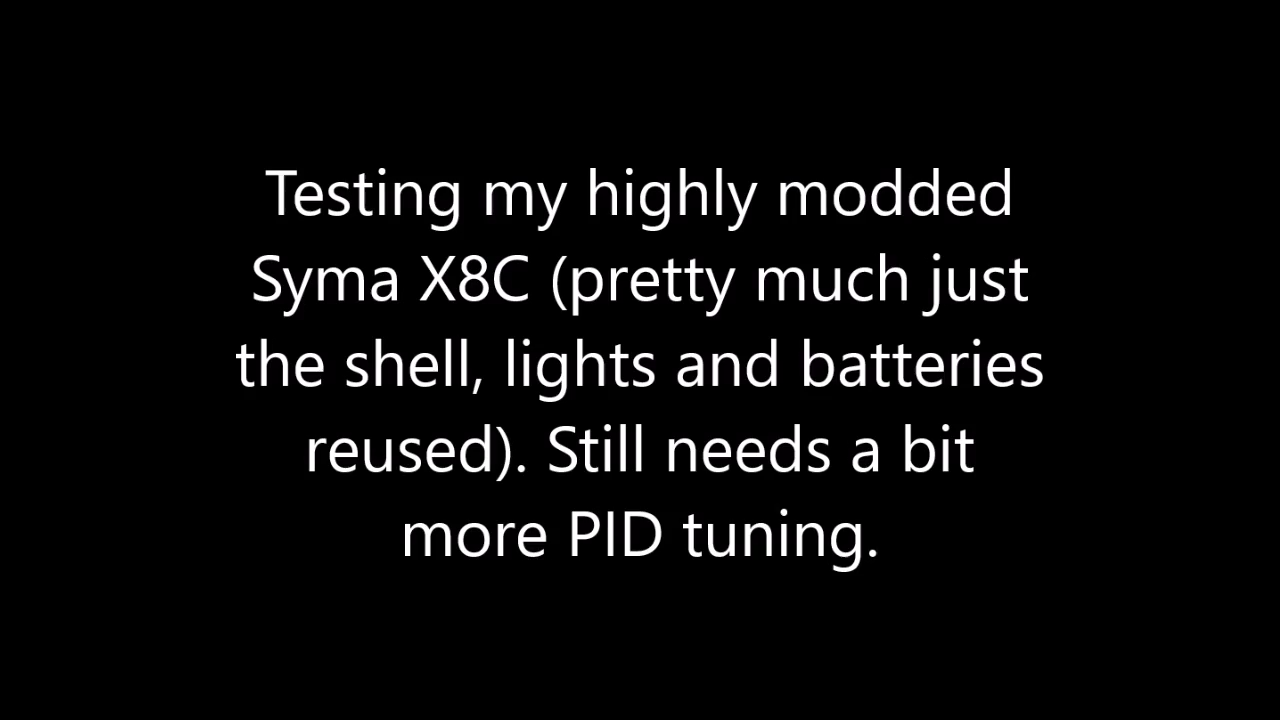 Testing my highly modded
Syma X8C (pretty much just
the shell, lights and batteries
reused). Still needs a bit
more PID tuning.